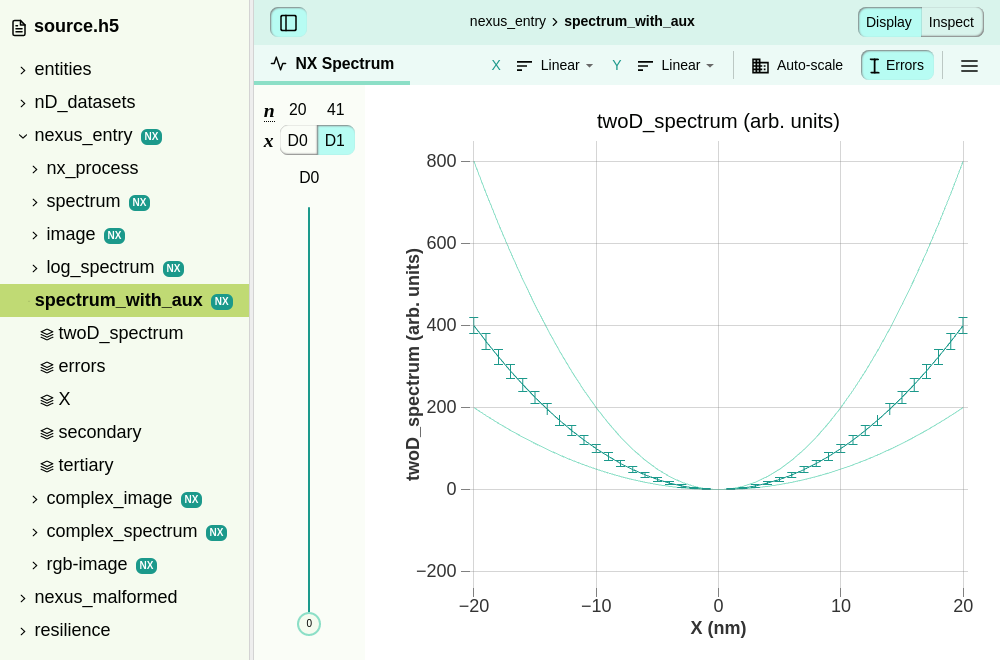 source.h5
entities
nD_datasets
nexus_entry NX
nx_process
spectrum NX
image NX
log_spectrum NX
spectrum_with_aux NX
twoD_spectrum
errors
X
secondary
tertiary
complex_image NX
complex_spectrum NX
rgb-image NX
nexus_malformed
resilience
nexus_entry › spectrum_with_aux
Display Inspect
NX Spectrum
X Linear Y Linear Auto-scale Errors
n 20 41
x D0 D1
D0
0
twoD_spectrum (arb. units)
800
600
400
200
0
−200
twoD_spectrum (arb. units)
−20 −10 0 10 20
X (nm)